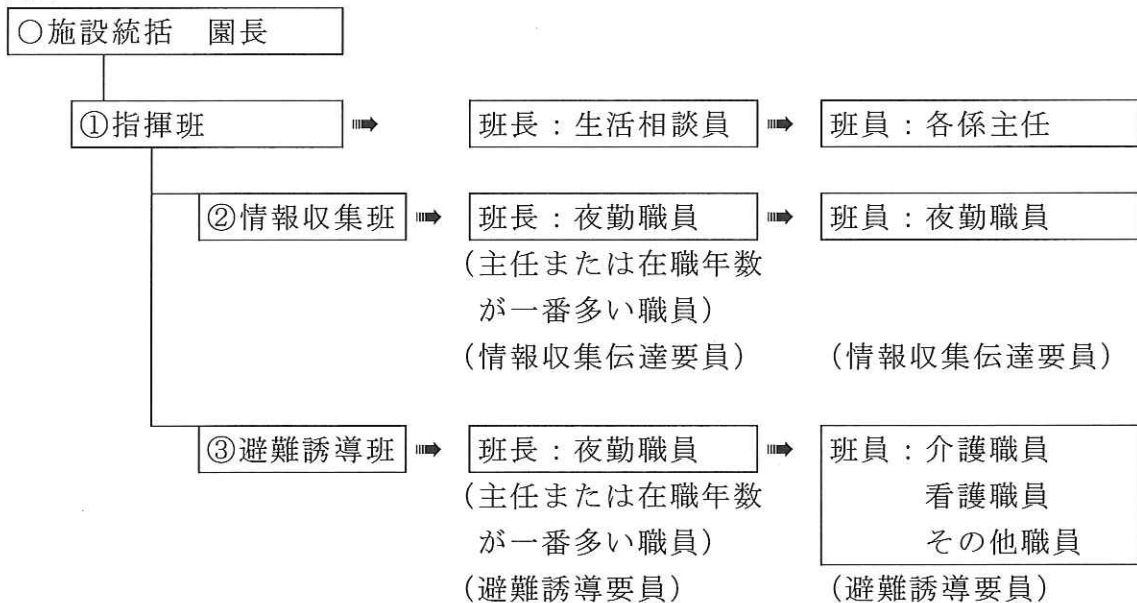 ○施設統括　園長
①指揮班　➠　班長：生活相談員　➠　班員：各係主任
②情報収集班　➠　班長：夜勤職員　➠　班員：夜勤職員
(主任または在職年数
が一番多い職員)
(情報収集伝達要員)　(情報収集伝達要員)
③避難誘導班　➠　班長：夜勤職員　➠　班員：介護職員
(主任または在職年数　看護職員
が一番多い職員)　その他職員
(避難誘導要員)　(避難誘導要員)